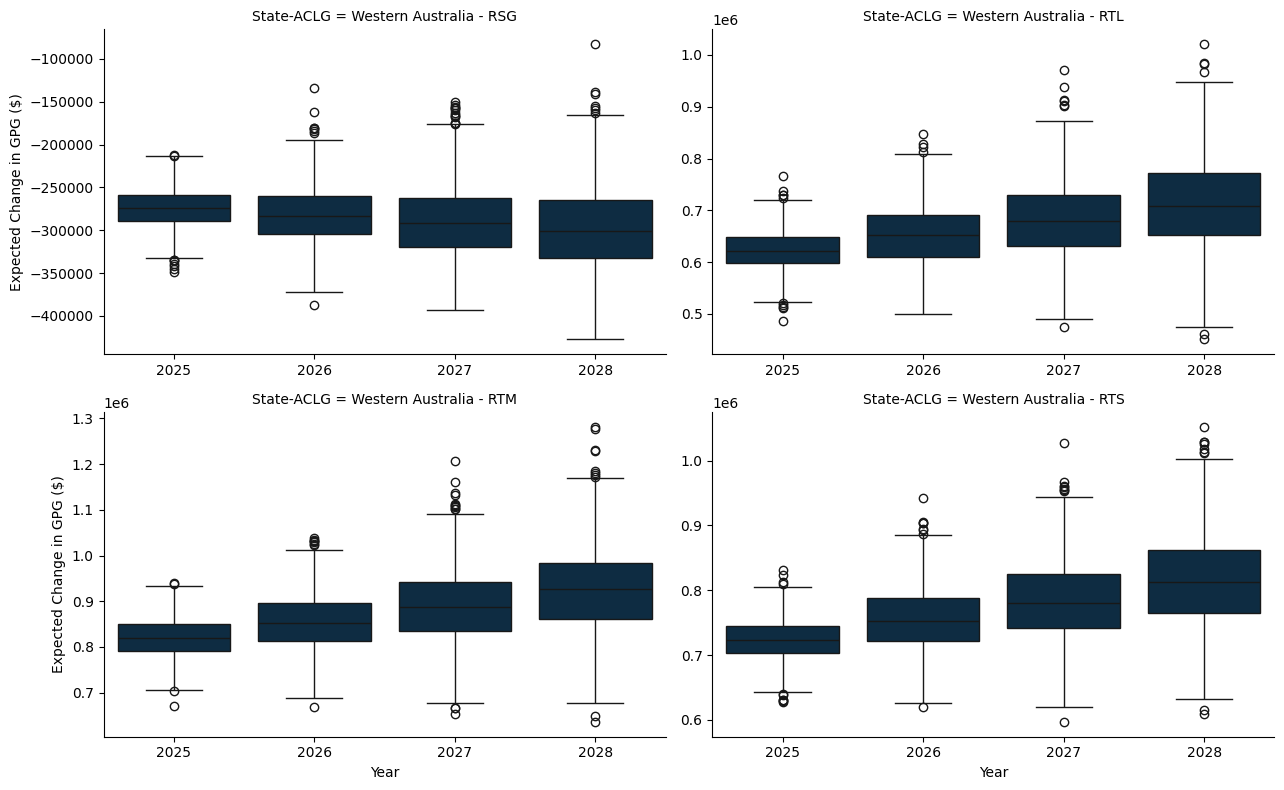 State-ACLG = Western Australia - RSG
Expected Change in GPG ($)
−100000
−150000
−200000
−250000
−300000
−350000
−400000
2025 2026 2027 2028
State-ACLG = Western Australia - RTL
1e6
1.0
0.9
0.8
0.7
0.6
0.5
2025 2026 2027 2028
State-ACLG = Western Australia - RTM
1e6
Expected Change in GPG ($)
1.3
1.2
1.1
1.0
0.9
0.8
0.7
2025 2026 2027 2028
Year
State-ACLG = Western Australia - RTS
1e6
1.0
0.9
0.8
0.7
0.6
2025 2026 2027 2028
Year